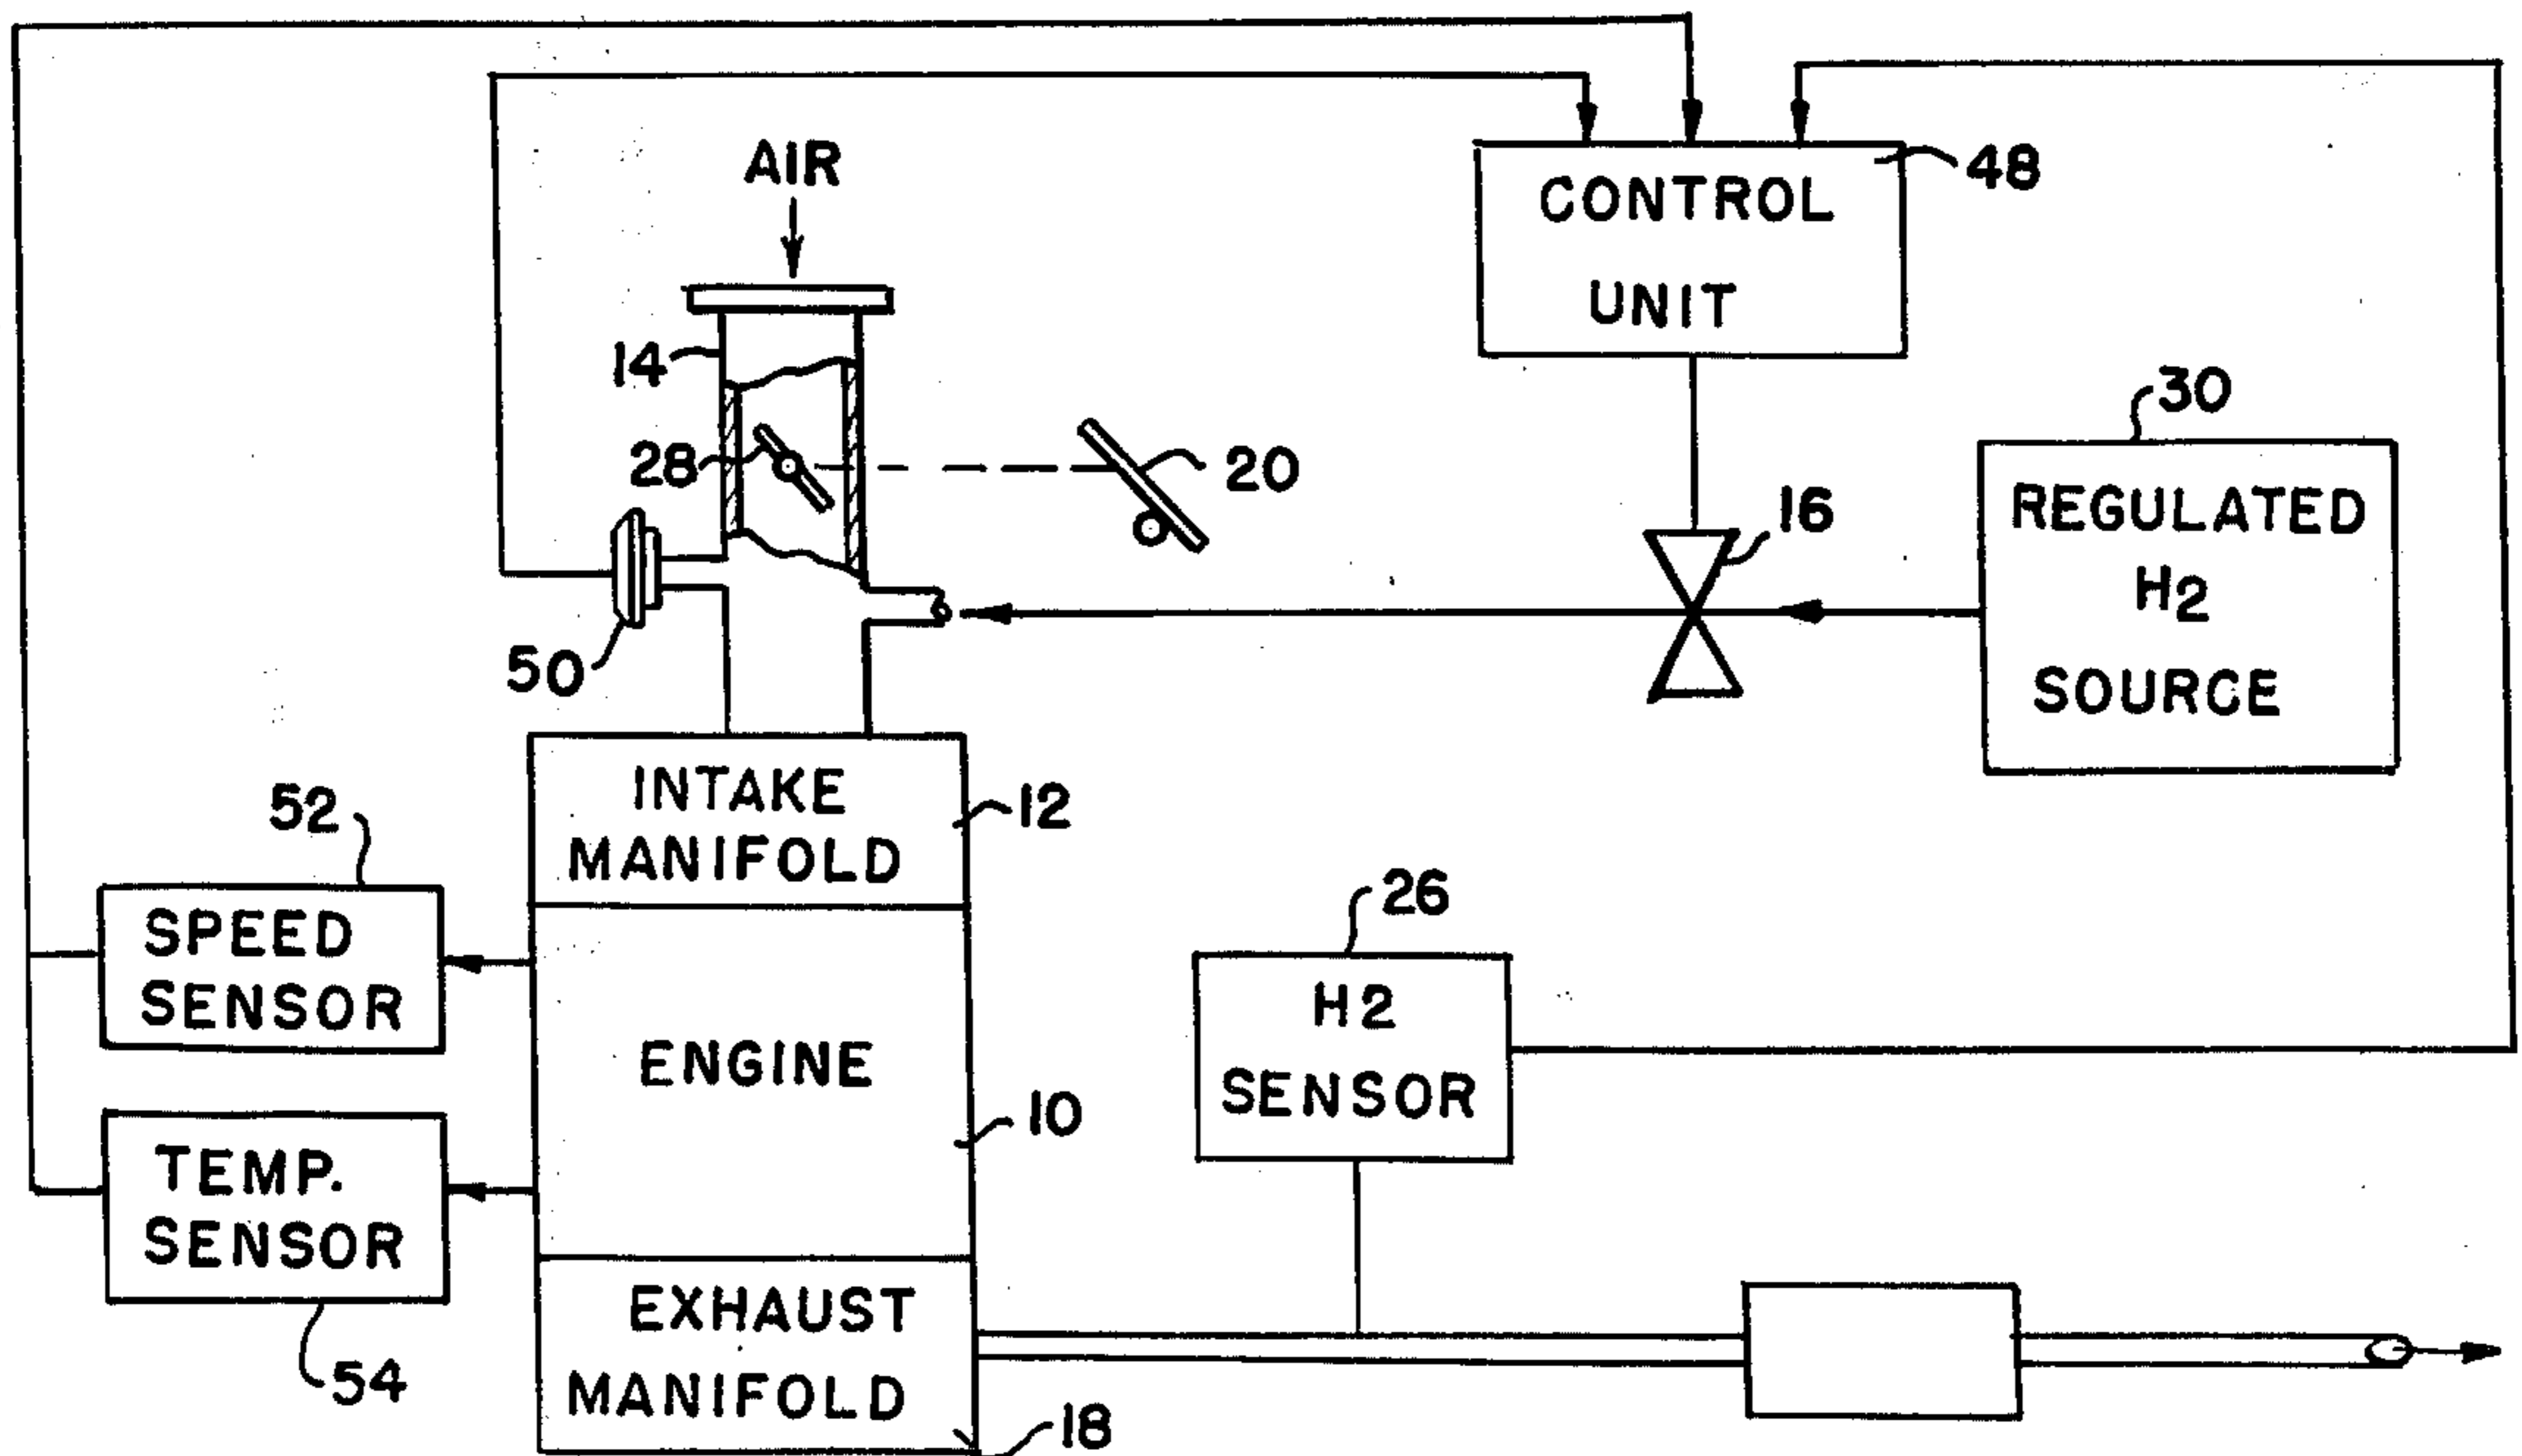 AIR
48
CONTROL
UNIT
14
30
28
20
16
REGULATED
H2
SOURCE
50
INTAKE
MANIFOLD
12
52
SPEED
SENSOR
26
H2
SENSOR
ENGINE
10
TEMP.
SENSOR
54
EXHAUST
MANIFOLD
18